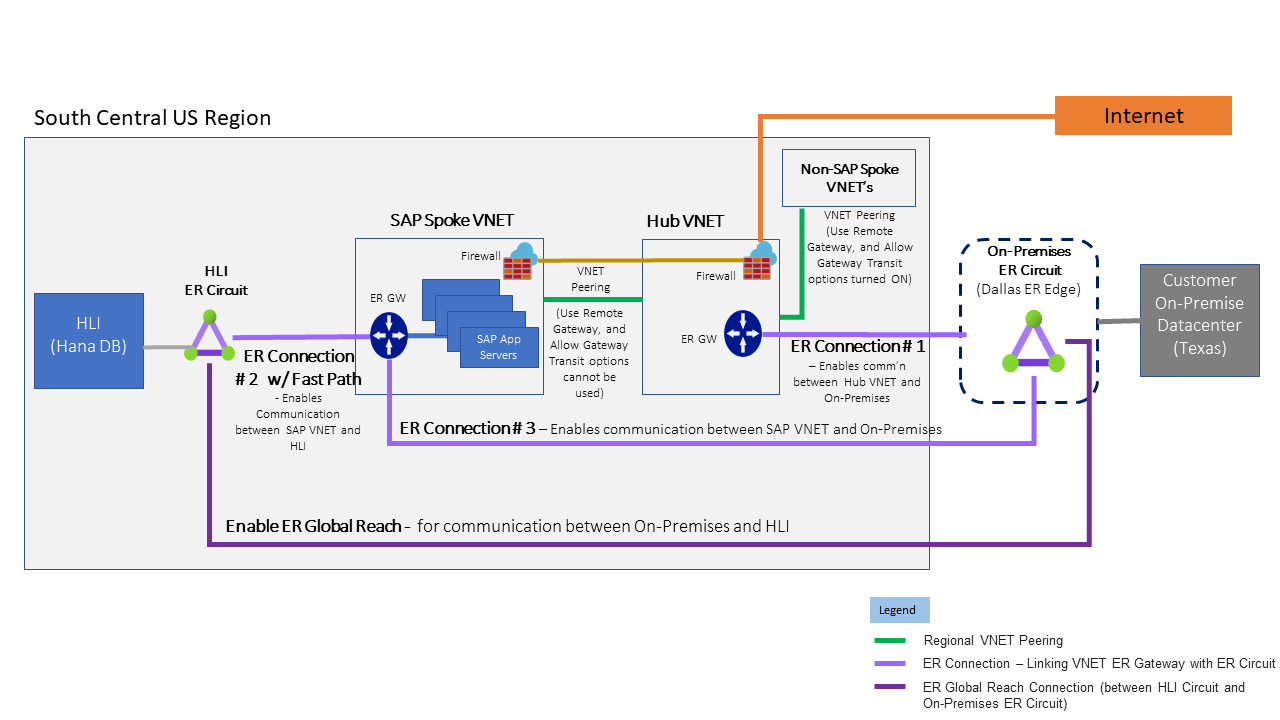 South Central US Region
Internet
Non-SAP Spoke
VNET's
SAP Spoke VNET
Hub VNET
VNET Peering
(Use Remote
Gateway, and Allow
Gateway Transit
options turned ON)
Firewall
Firewall
VNET
Peering
(Use Remote
Gateway, and
Allow Gateway
Transit options
cannot be
used)
HLI
ER Circuit
ER GW
SAP App
Servers
ER GW
HLI
(Hana DB)
On-Premises
ER Circuit
(Dallas ER Edge)
Customer
On-Premise
Datacenter
(Texas)
ER Connection
# 2 w/ Fast Path
- Enables
Communication
between SAP VNET and
HLI
ER Connection# 1
– Enables comm'n
between Hub VNET and
On-Premises
ER Connection# 3 – Enables communication between SAP VNET and On-Premises
Enable ER Global Reach - for communication between On-Premises and HLI
Legend
Regional VNET Peering
ER Connection – Linking VNET ER Gateway with ER Circuit
ER Global Reach Connection (between HLI Circuit and
On-Premises ER Circuit)